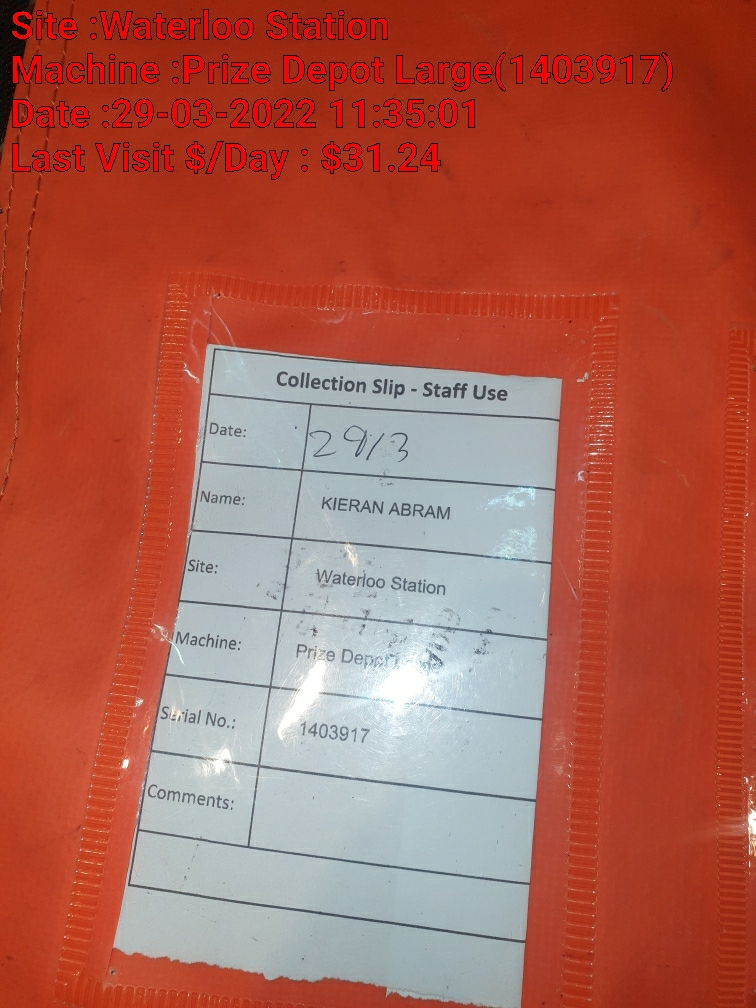 Site :Waterloo Station
Machine :Prize Depot Large(1403917)
Date :29-03-2022 11:35:01
Last Visit $/Day : $31.24
Collection Slip - Staff Use
Date: 29/3
Name: KIERAN ABRAM
Site: Waterloo Station
Machine: Prize Depot
Serial No.: 1403917
Comments: